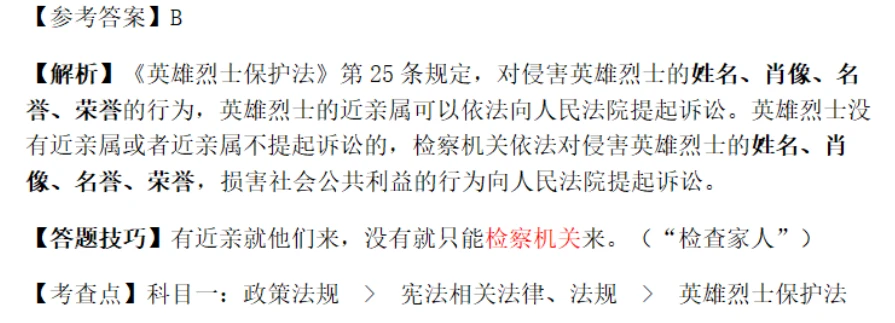 【参考答案】B
【解析】《英雄烈士保护法》第 25 条规定，对侵害英雄烈士的姓名、肖像、名
誉、荣誉的行为，英雄烈士的近亲属可以依法向人民法院提起诉讼。英雄烈士没
有近亲属或者近亲属不提起诉讼的，检察机关依法对侵害英雄烈士的姓名、肖
像、名誉、荣誉，损害社会公共利益的行为向人民法院提起诉讼。
【答题技巧】有近亲就他们来，没有就只能检察机关来。（“检查家人”）
【考查点】科目一：政策法规 > 宪法相关法律、法规 > 英雄烈士保护法